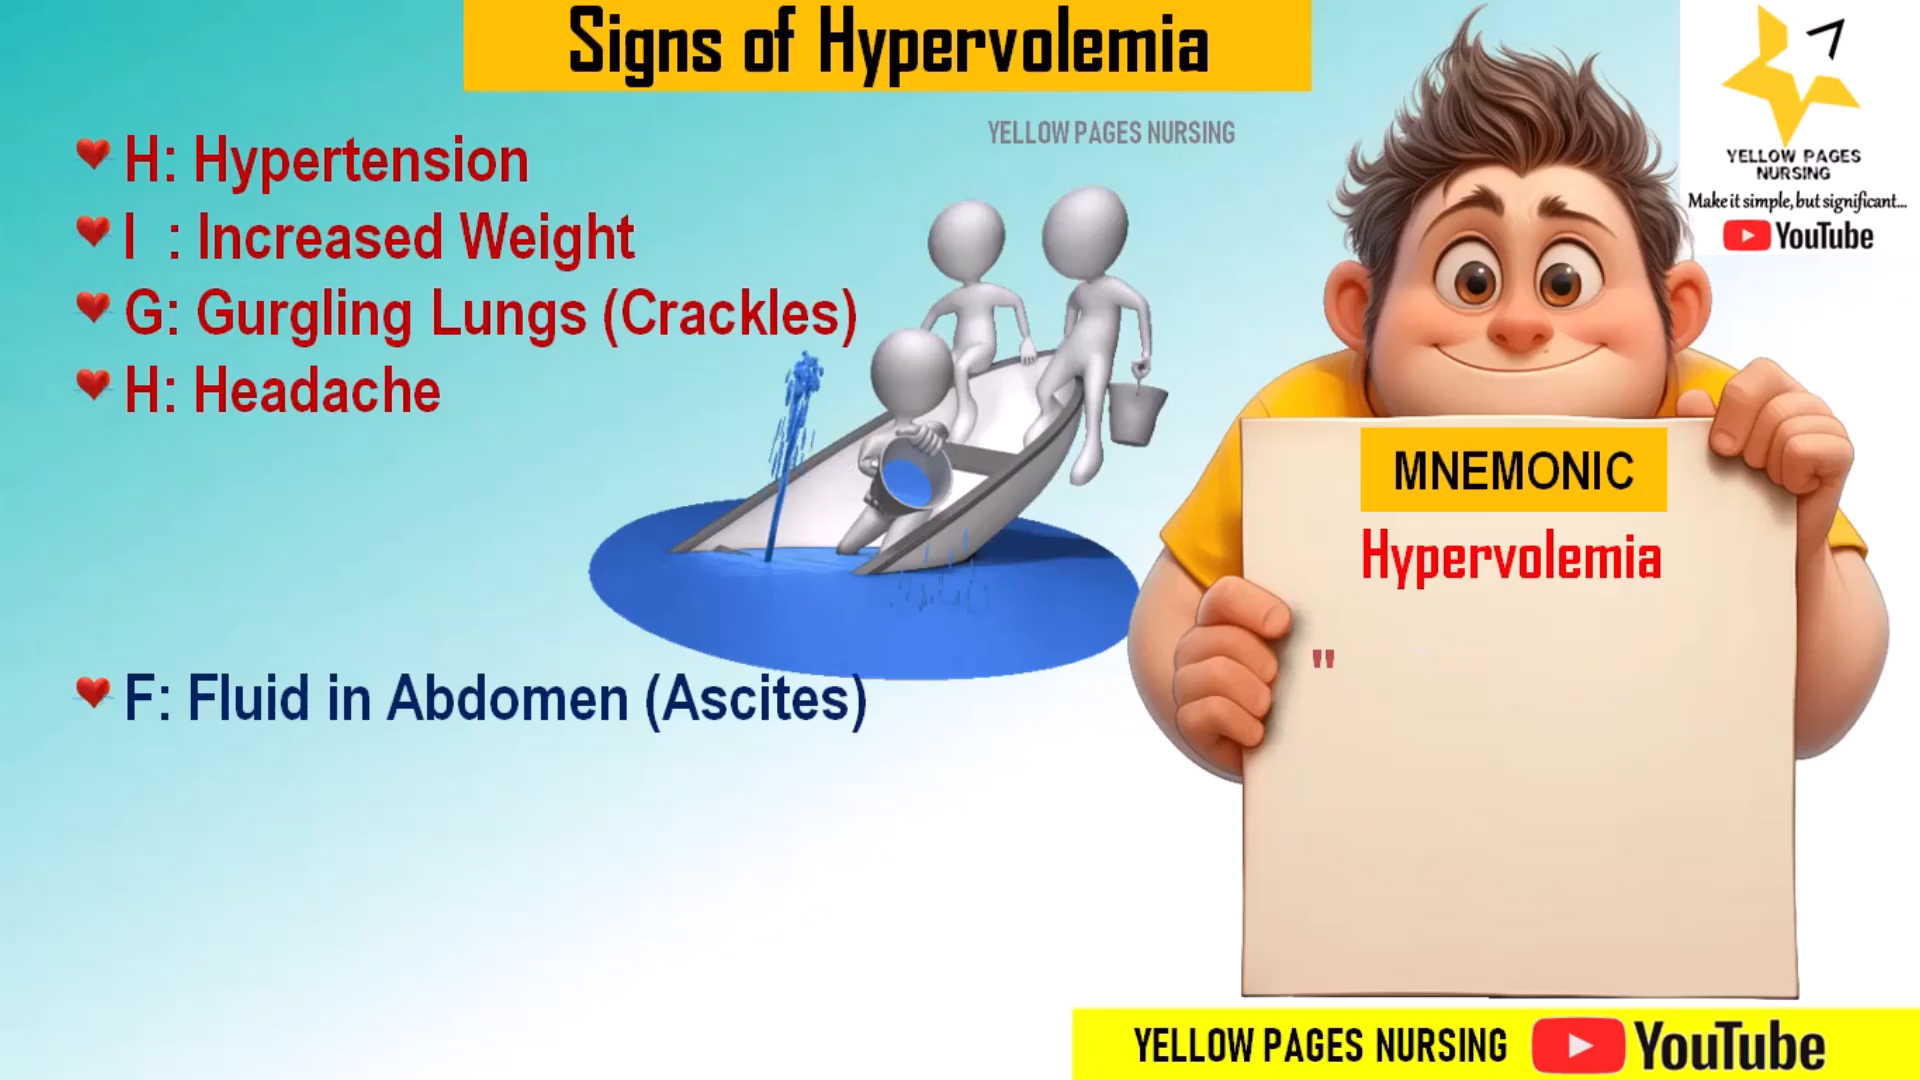 Signs of Hypervolemia
YELLOW PAGES NURSING
H: Hypertension
I : Increased Weight
G: Gurgling Lungs (Crackles)
H: Headache
F: Fluid in Abdomen (Ascites)
YELLOW PAGES
NURSING
Make it simple, but significant...
YouTube
MNEMONIC
Hypervolemia
"
YELLOW PAGES NURSING YouTube